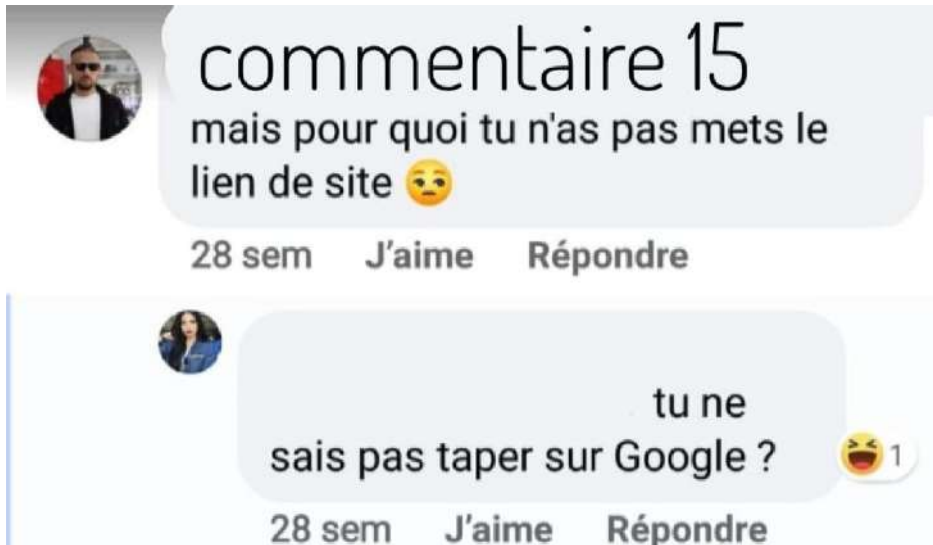 commentaire 15
mais pour quoi tu n'as pas mets le
lien de site 😒
28 sem J'aime Répondre
tu ne
sais pas taper sur Google ?
1
28 sem J'aime Répondre